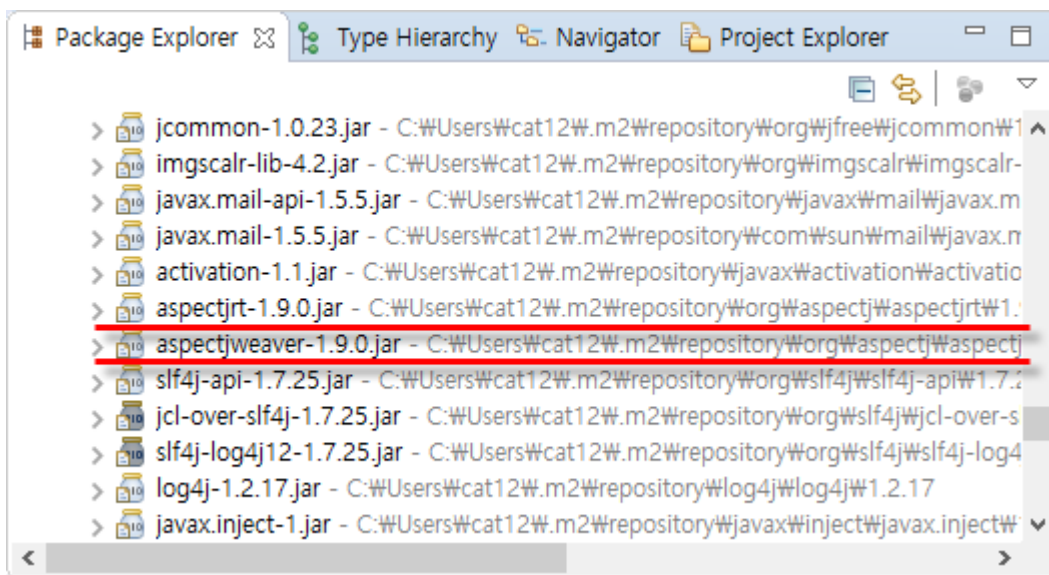 Package Explorer Type Hierarchy Navigator Project Explorer
jcommon-1.0.23.jar - C:₩Users₩cat12₩.m2₩repository₩org₩jfree₩jcommon₩1
imgscalr-lib-4.2.jar - C:₩Users₩cat12₩.m2₩repository₩org₩imgscalr₩imgscalr-
javax.mail-api-1.5.5.jar - C:₩Users₩cat12₩.m2₩repository₩javax₩mail₩javax.m
javax.mail-1.5.5.jar - C:₩Users₩cat12₩.m2₩repository₩com₩sun₩mail₩javax.m
activation-1.1.jar - C:₩Users₩cat12₩.m2₩repository₩javax₩activation₩activatio
aspectjrt-1.9.0.jar - C:₩Users₩cat12₩.m2₩repository₩org₩aspectj₩aspectjrt₩1.
aspectjweaver-1.9.0.jar - C:₩Users₩cat12₩.m2₩repository₩org₩aspectj₩aspectj
slf4j-api-1.7.25.jar - C:₩Users₩cat12₩.m2₩repository₩org₩slf4j₩slf4j-api₩1.7.2
jcl-over-slf4j-1.7.25.jar - C:₩Users₩cat12₩.m2₩repository₩org₩slf4j₩jcl-over-s
slf4j-log4j12-1.7.25.jar - C:₩Users₩cat12₩.m2₩repository₩org₩slf4j₩slf4j-log4
log4j-1.2.17.jar - C:₩Users₩cat12₩.m2₩repository₩log4j₩log4j₩1.2.17
javax.inject-1.jar - C:₩Users₩cat12₩.m2₩repository₩javax₩inject₩javax.inject₩